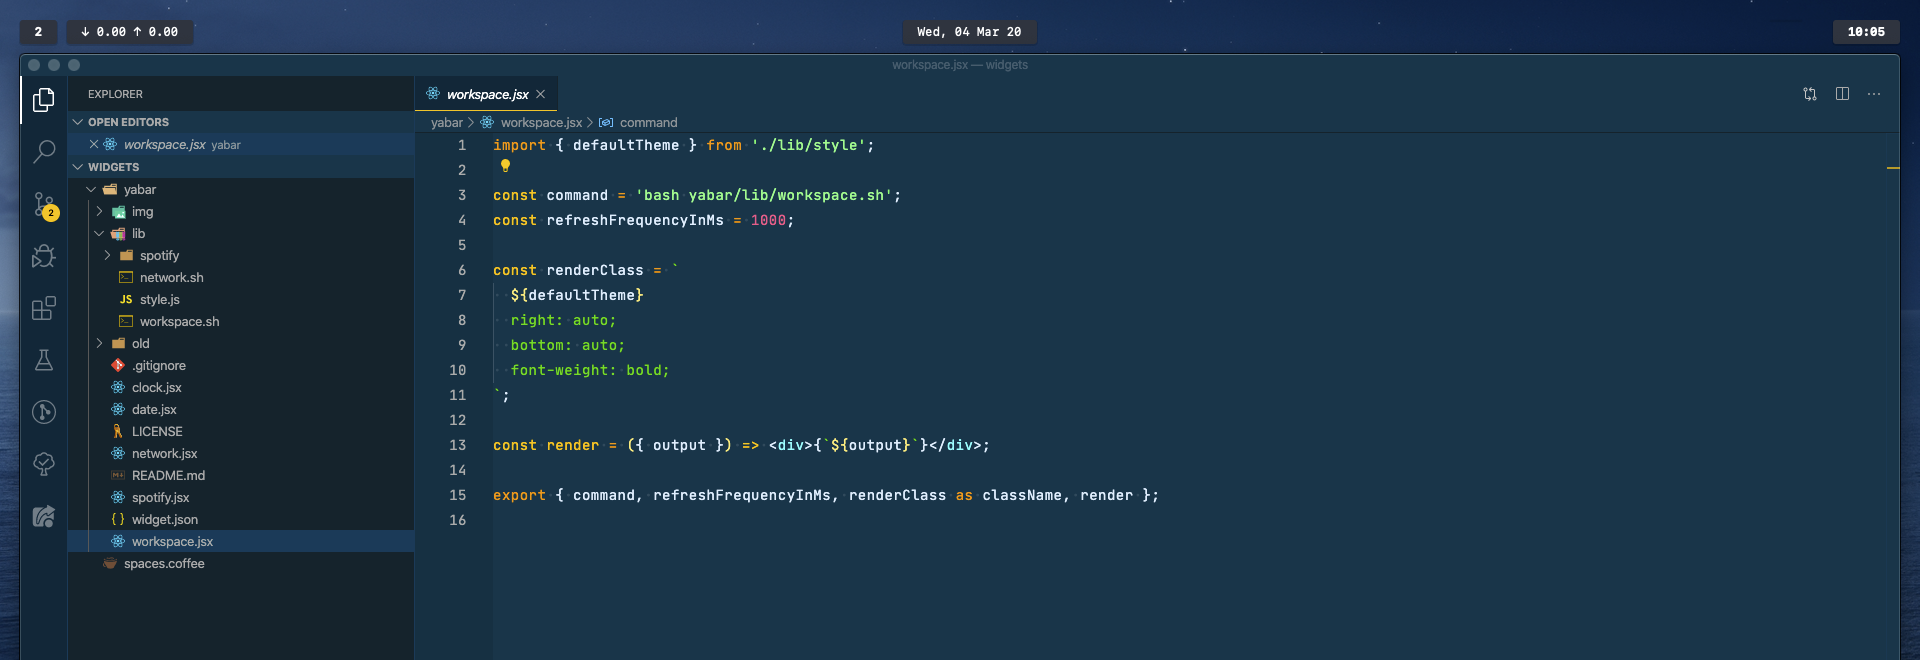 2
↓ 0.00 ↑ 0.00
Wed, 04 Mar 20
10:05
workspace.jsx — widgets
EXPLORER
OPEN EDITORS
workspace.jsx yabar
WIDGETS
yabar
img
lib
spotify
network.sh
JS style.js
workspace.sh
old
.gitignore
clock.jsx
date.jsx
LICENSE
network.jsx
README.md
spotify.jsx
{ } widget.json
workspace.jsx
spaces.coffee
2
workspace.jsx
yabar > workspace.jsx > command
1 import { defaultTheme } from './lib/style';
2
3 const command = 'bash yabar/lib/workspace.sh';
4 const refreshFrequencyInMs = 1000;
5
6 const renderClass = `
7 ${defaultTheme}
8 right: auto;
9 bottom: auto;
10 font-weight: bold;
11 `;
12
13 const render = ({ output }) => <div>{`${output}`}</div>;
14
15 export { command, refreshFrequencyInMs, renderClass as className, render };
16